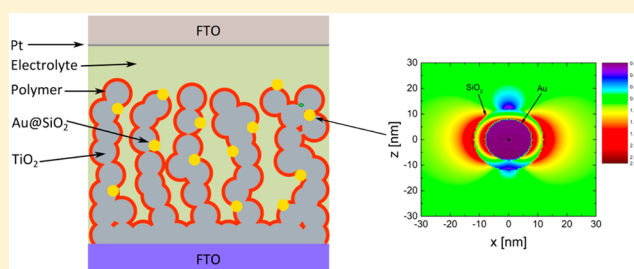 FTO
Pt
Electrolyte
Polymer
Au@SiO₂
TiO₂
FTO
SiO₂
Au
z [nm]
30
20
10
0
-10
-20
-30
-30 -20 -10 0 10 20 30
x [nm]